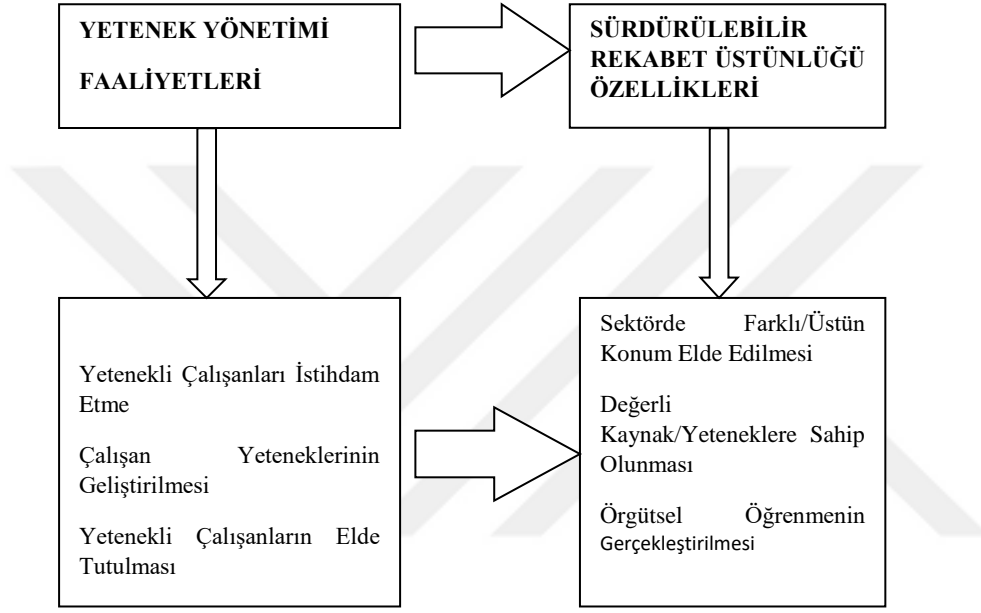 YETENEK YÖNETİMİ
FAALİYETLERİ
SÜRDÜRÜLEBİLİR
REKABET ÜSTÜNLÜĞÜ
ÖZELLİKLERİ
Yetenekli Çalışanları İstihdam
Etme
Çalışan Yeteneklerinin
Geliştirilmesi
Yetenekli Çalışanların Elde
Tutulması
Sektörde Farklı/Üstün
Konum Elde Edilmesi
Değerli
Kaynak/Yeteneklere Sahip
Olunması
Örgütsel Öğrenmenin
Gerçekleştirilmesi